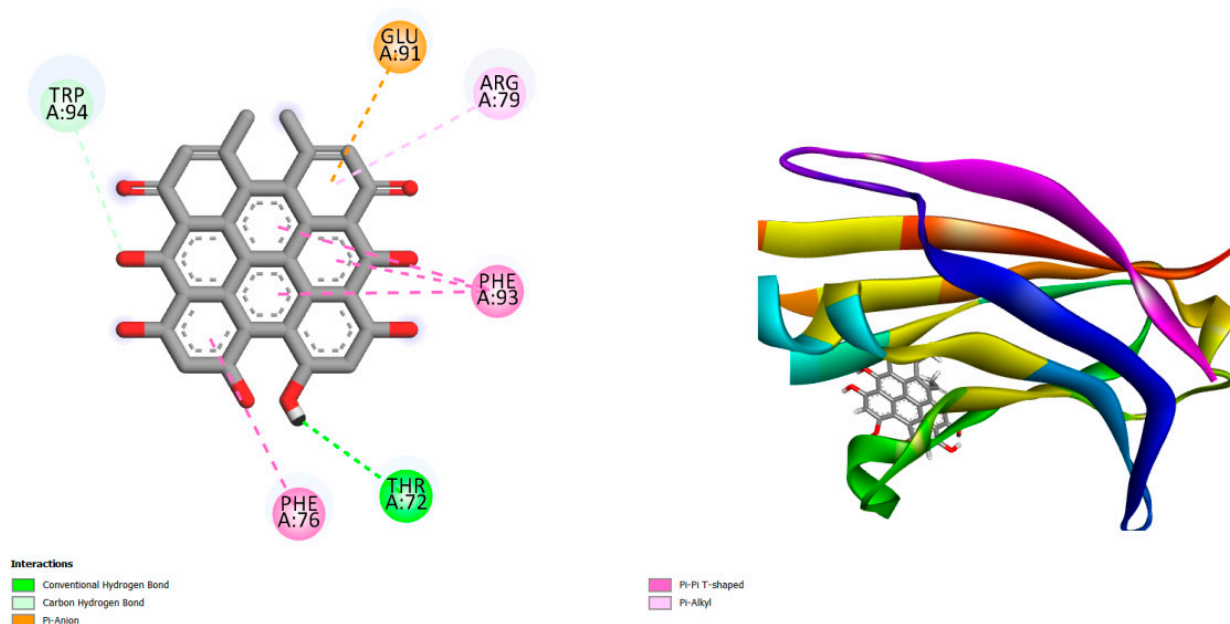 GLU
A:91
ARG
A:79
TRP
A:94
PHE
A:93
THR
A:72
PHE
A:76
Interactions
Conventional Hydrogen Bond
Carbon Hydrogen Bond
Pi-Anion
Pi-Pi T-shaped
Pi-Alkyl